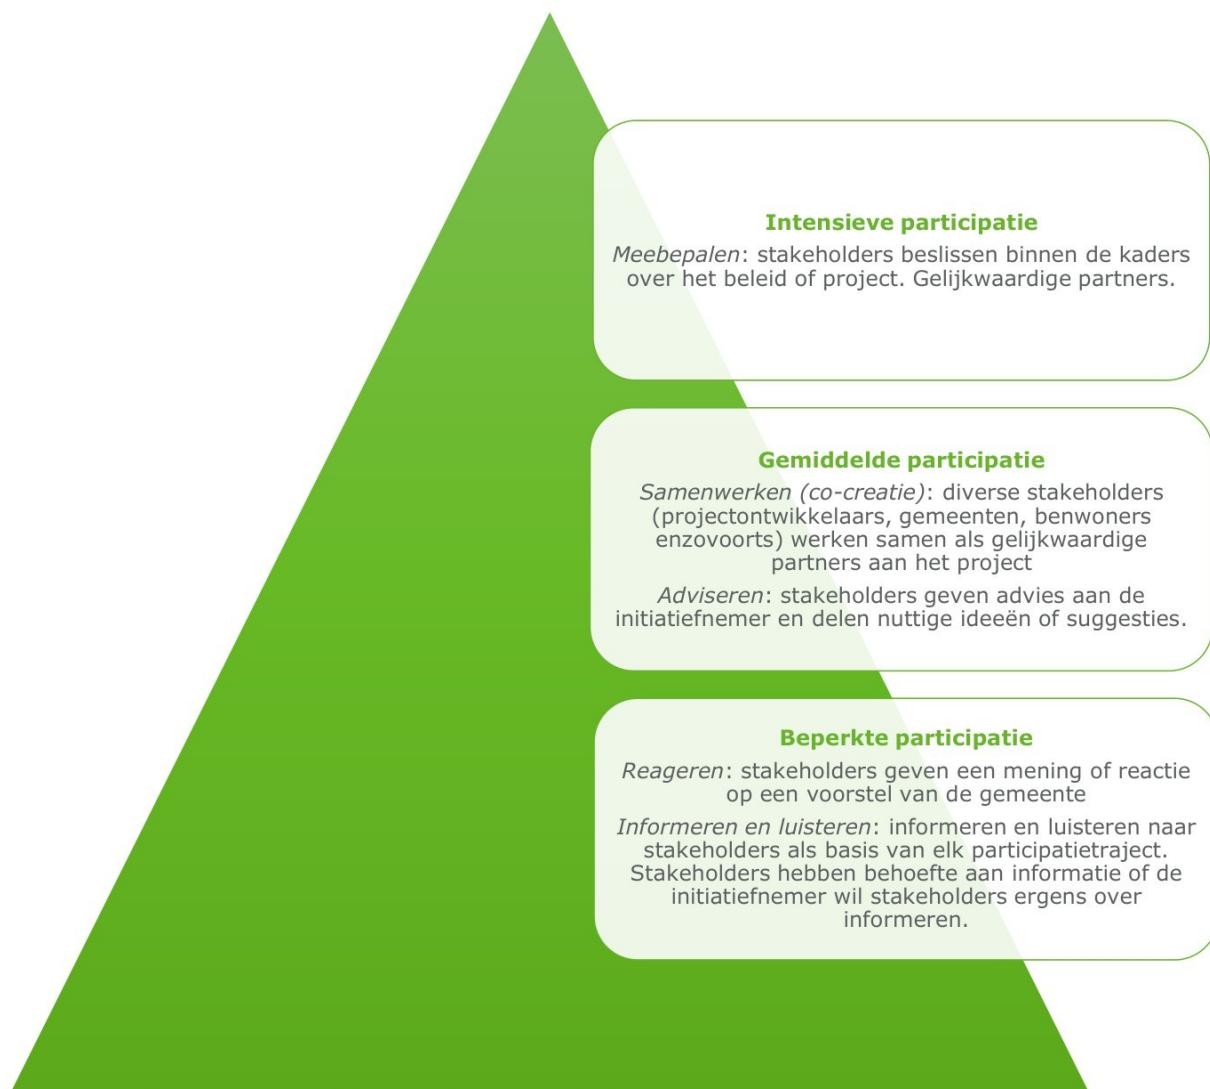 Intensieve participatie
Meebepalen: stakeholders beslissen binnen de kaders
over het beleid of project. Gelijkwaardige partners.
Gemiddelde participatie
Samenwerken (co-creatie): diverse stakeholders
(projectontwikkelaars, gemeenten, benwoners
enzovoorts) werken samen als gelijkwaardige
partners aan het project
Adviseren: stakeholders geven advies aan de
initiatiefnemer en delen nuttige ideeën of suggesties.
Beperkte participatie
Reageren: stakeholders geven een mening of reactie
op een voorstel van de gemeente
Informeren en luisteren: informeren en luisteren naar
stakeholders als basis van elk participatietraject.
Stakeholders hebben behoefte aan informatie of de
initiatiefnemer wil stakeholders ergens over
informeren.